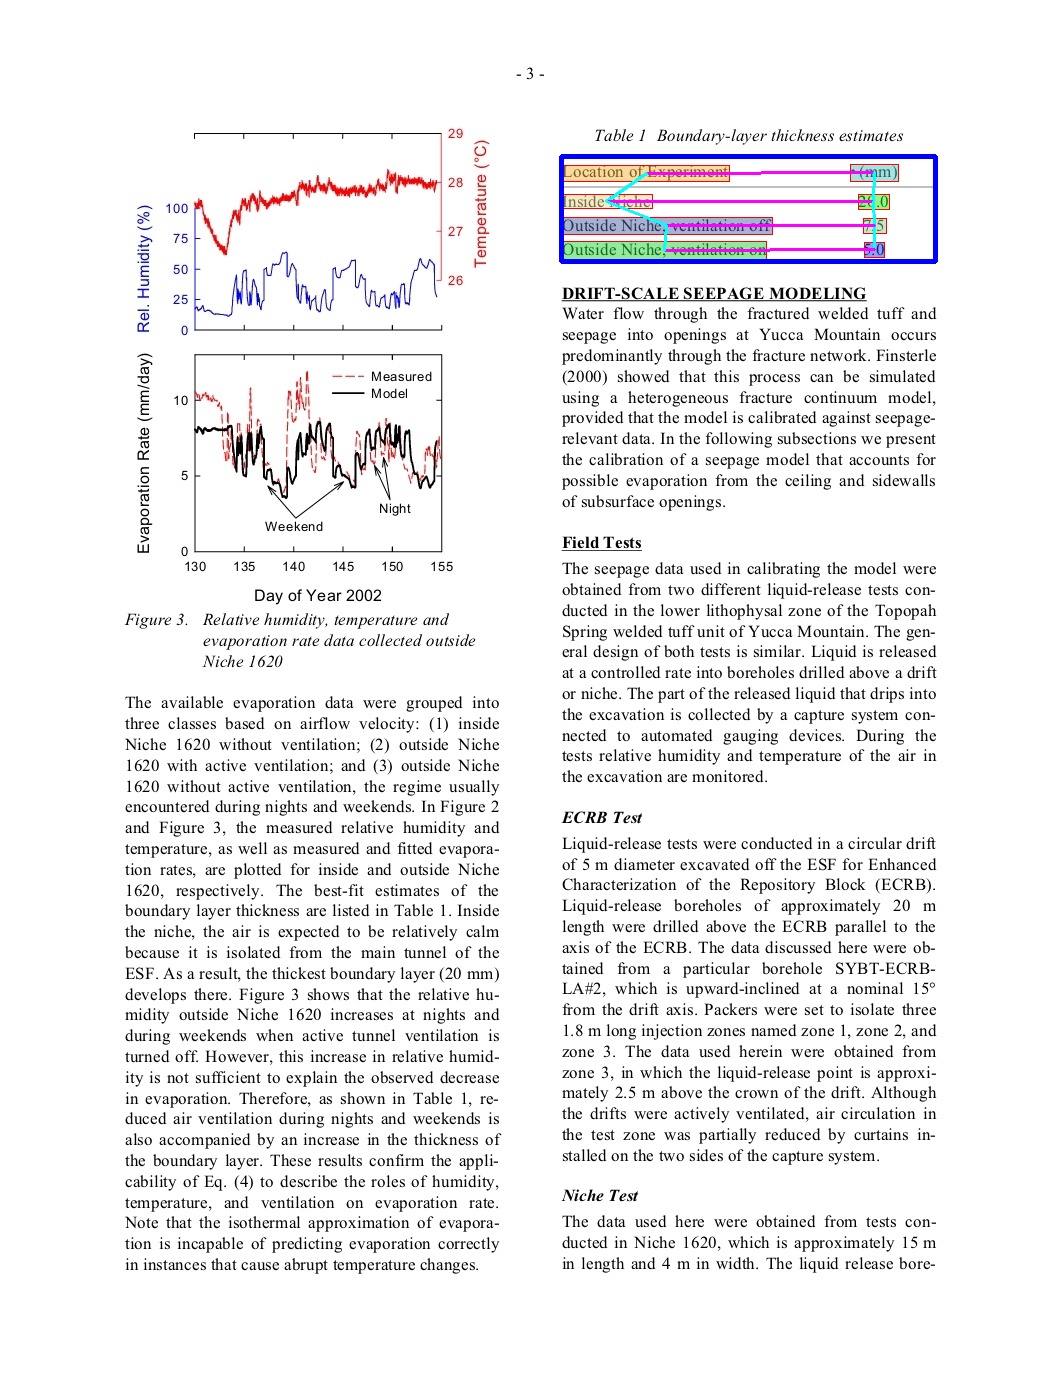 - 3 -
29
28
27
26
Temperature (°C)
100
75
50
25
0
Rel. Humidity (%)
Measured
Model
10
5
0
Evaporation Rate (mm/day)
Weekend
Night
130 135 140 145 150 155
Day of Year 2002
Figure 3. Relative humidity, temperature and
evaporation rate data collected outside
Niche 1620
The available evaporation data were grouped into
three classes based on airflow velocity: (1) inside
Niche 1620 without ventilation; (2) outside Niche
1620 with active ventilation; and (3) outside Niche
1620 without active ventilation, the regime usually
encountered during nights and weekends. In Figure 2
and Figure 3, the measured relative humidity and
temperature, as well as measured and fitted evapora-
tion rates, are plotted for inside and outside Niche
1620, respectively. The best-fit estimates of the
boundary layer thickness are listed in Table 1. Inside
the niche, the air is expected to be relatively calm
because it is isolated from the main tunnel of the
ESF. As a result, the thickest boundary layer (20 mm)
develops there. Figure 3 shows that the relative hu-
midity outside Niche 1620 increases at nights and
during weekends when active tunnel ventilation is
turned off. However, this increase in relative humid-
ity is not sufficient to explain the observed decrease
in evaporation. Therefore, as shown in Table 1, re-
duced air ventilation during nights and weekends is
also accompanied by an increase in the thickness of
the boundary layer. These results confirm the appli-
cability of Eq. (4) to describe the roles of humidity,
temperature, and ventilation on evaporation rate.
Note that the isothermal approximation of evapora-
tion is incapable of predicting evaporation correctly
in instances that cause abrupt temperature changes.
Table 1 Boundary-layer thickness estimates
Location of Experiment (mm)
Inside Niche 20.0
Outside Niche, ventilation off 7.5
Outside Niche, ventilation on 5.0
DRIFT-SCALE SEEPAGE MODELING
Water flow through the fractured welded tuff and
seepage into openings at Yucca Mountain occurs
predominantly through the fracture network. Finsterle
(2000) showed that this process can be simulated
using a heterogeneous fracture continuum model,
provided that the model is calibrated against seepage-
relevant data. In the following subsections we present
the calibration of a seepage model that accounts for
possible evaporation from the ceiling and sidewalls
of subsurface openings.
Field Tests
The seepage data used in calibrating the model were
obtained from two different liquid-release tests con-
ducted in the lower lithophysal zone of the Topopah
Spring welded tuff unit of Yucca Mountain. The gen-
eral design of both tests is similar. Liquid is released
at a controlled rate into boreholes drilled above a drift
or niche. The part of the released liquid that drips into
the excavation is collected by a capture system con-
nected to automated gauging devices. During the
tests relative humidity and temperature of the air in
the excavation are monitored.
ECRB Test
Liquid-release tests were conducted in a circular drift
of 5 m diameter excavated off the ESF for Enhanced
Characterization of the Repository Block (ECRB).
Liquid-release boreholes of approximately 20 m
length were drilled above the ECRB parallel to the
axis of the ECRB. The data discussed here were ob-
tained from a particular borehole SYBT-ECRB-
LA#2, which is upward-inclined at a nominal 15°
from the drift axis. Packers were set to isolate three
1.8 m long injection zones named zone 1, zone 2, and
zone 3. The data used herein were obtained from
zone 3, in which the liquid-release point is approxi-
mately 2.5 m above the crown of the drift. Although
the drifts were actively ventilated, air circulation in
the test zone was partially reduced by curtains in-
stalled on the two sides of the capture system.
Niche Test
The data used here were obtained from tests con-
ducted in Niche 1620, which is approximately 15 m
in length and 4 m in width. The liquid release bore-